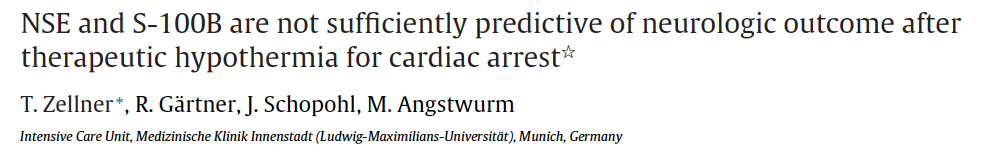 NSE and S-100B are not sufficiently predictive of neurologic outcome after
therapeutic hypothermia for cardiac arrest☆
T. Zellner*, R. Gärtner, J. Schopohl, M. Angstwurm
Intensive Care Unit, Medizinische Klinik Innenstadt (Ludwig-Maximilians-Universität), Munich, Germany